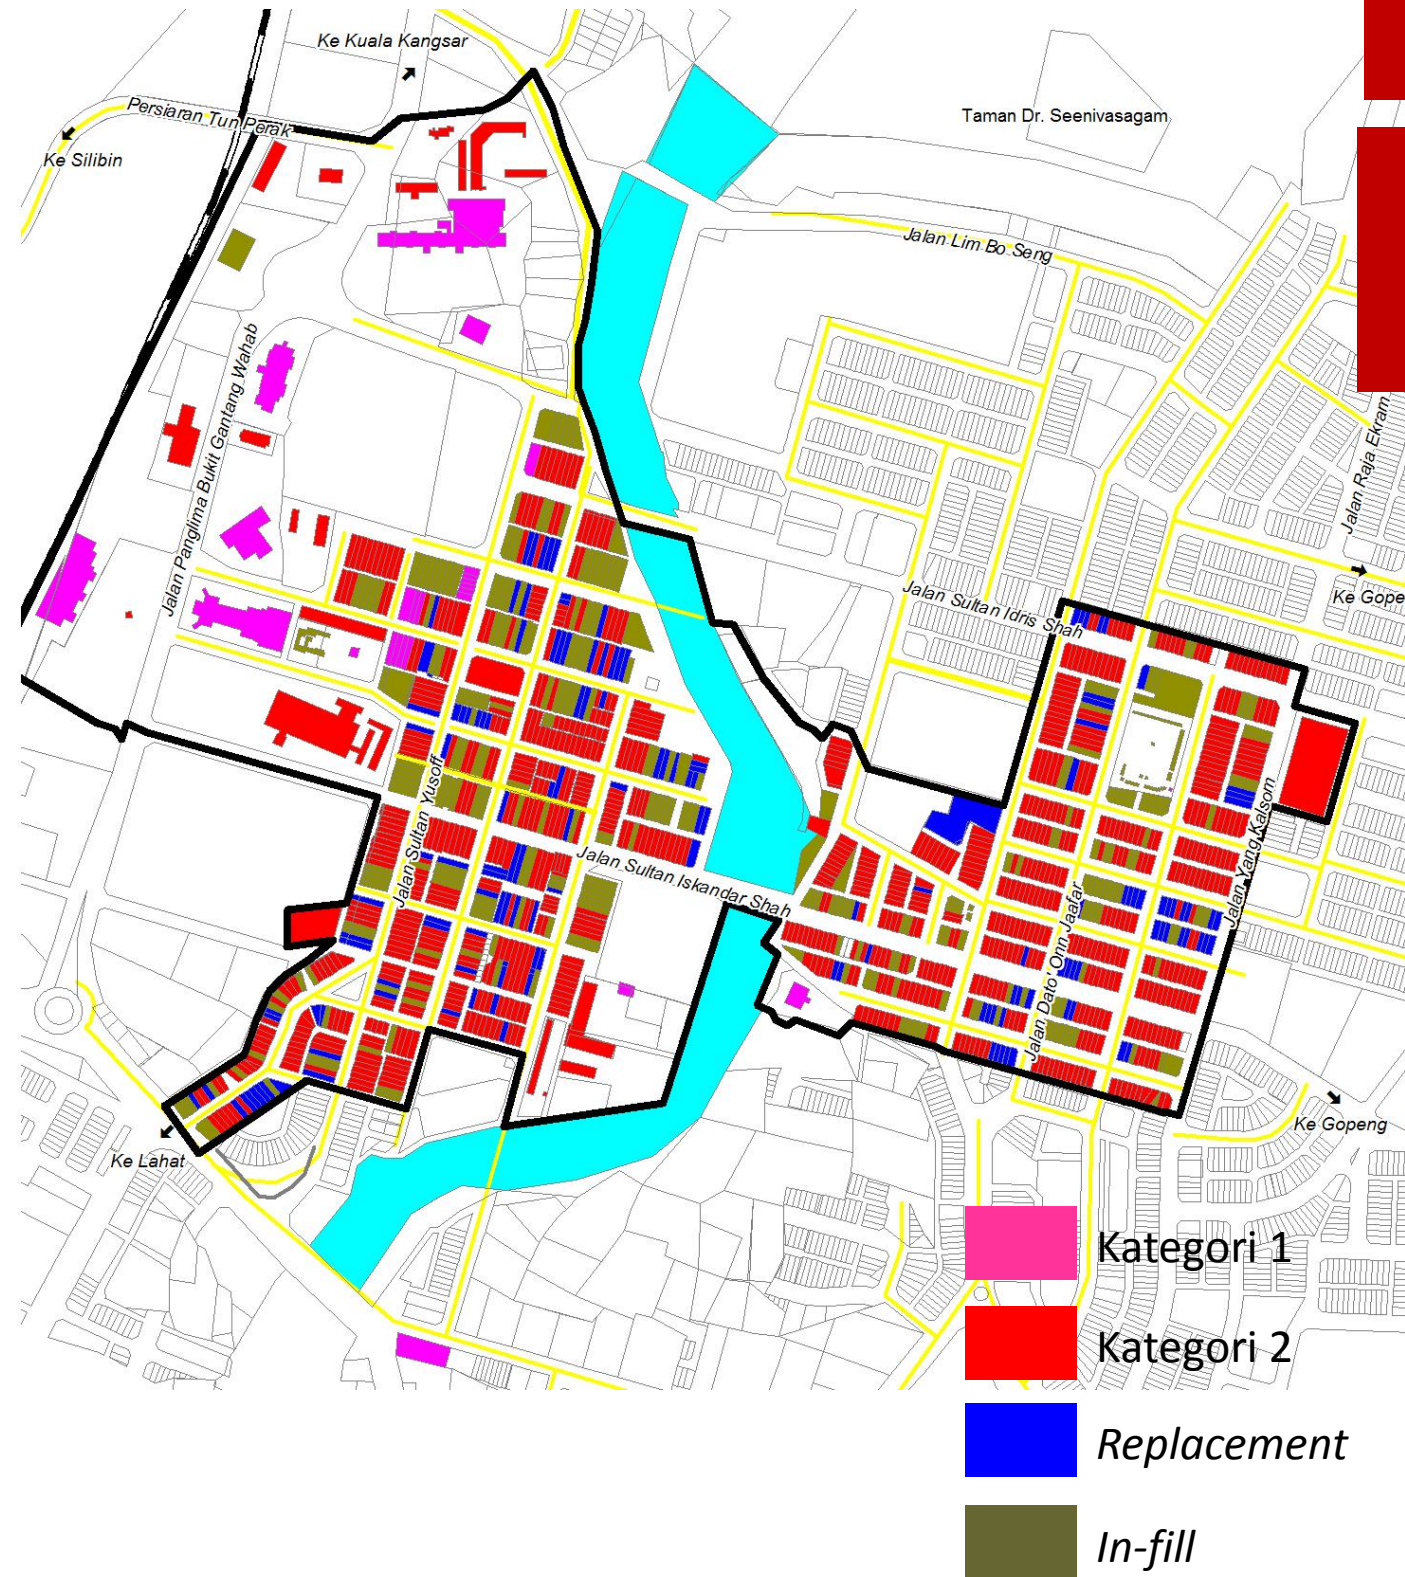 Ke Kuala Kangsar
Persiaran Tun Perak
Ke Silibin
Taman Dr. Seenivasagam
Jalan Lim Bo Seng
Jalan Panglima Bukit Gantang Wahab
Jalan Raja Ekram
Jalan Sultan Idris Shah
Ke Gope
Jalan Sultan Yusoff
Jalan Yang Kalsom
Jalan Sultan Iskandar Shah
Jalan Dato' Onn Jaafar
Ke Gopeng
Ke Lahat
Kategori 1
Kategori 2
Replacement
In-fill